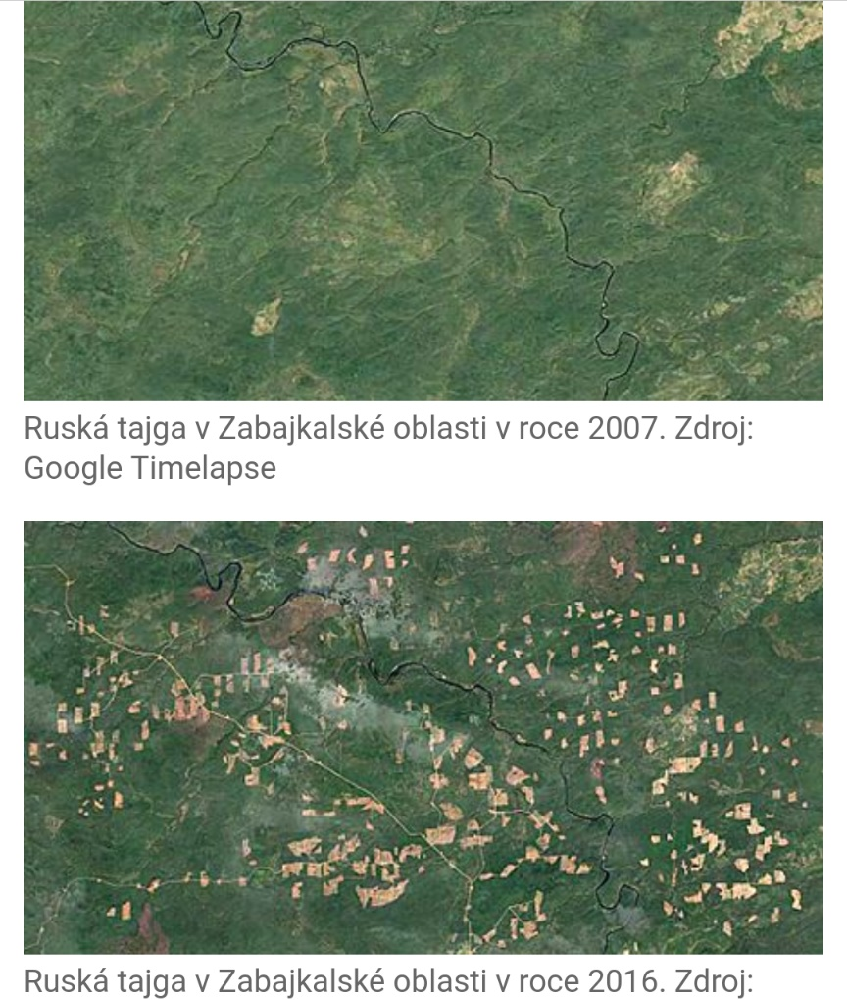 Ruská tajga v Zabajkalské oblasti v roce 2007. Zdroj:
Google Timelapse
Ruská tajga v Zabajkalské oblasti v roce 2016. Zdroj: